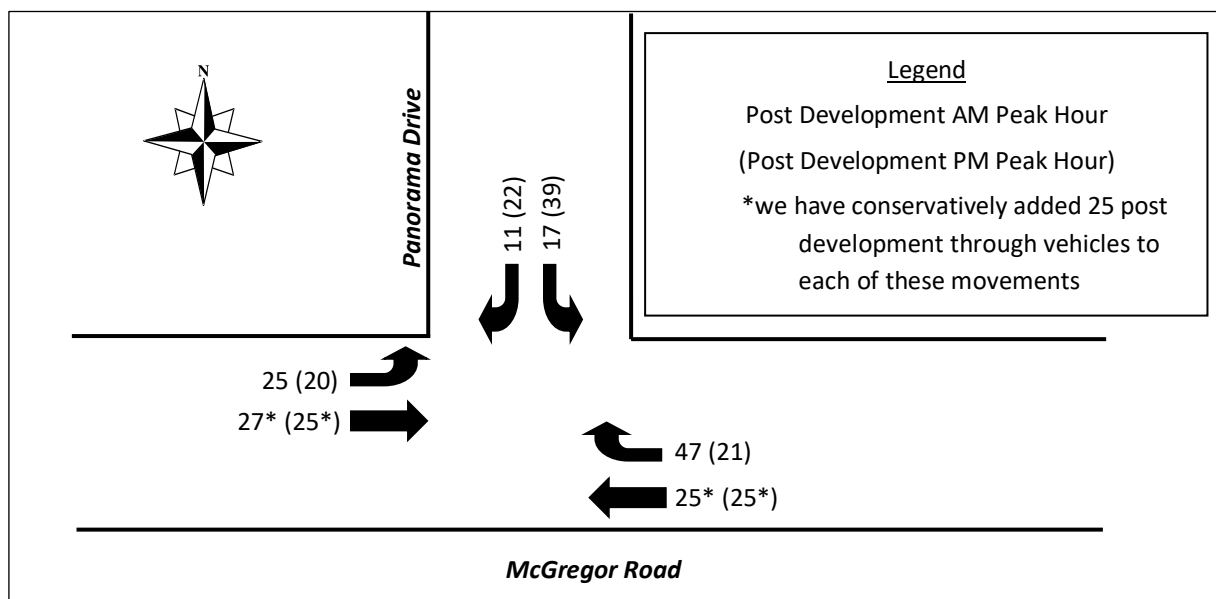 N
Panorama Drive
11 (22)
17 (39)
Legend
Post Development AM Peak Hour
(Post Development PM Peak Hour)
*we have conservatively added 25 post
development through vehicles to
each of these movements
25 (20)
27* (25*)
47 (21)
25* (25*)
McGregor Road